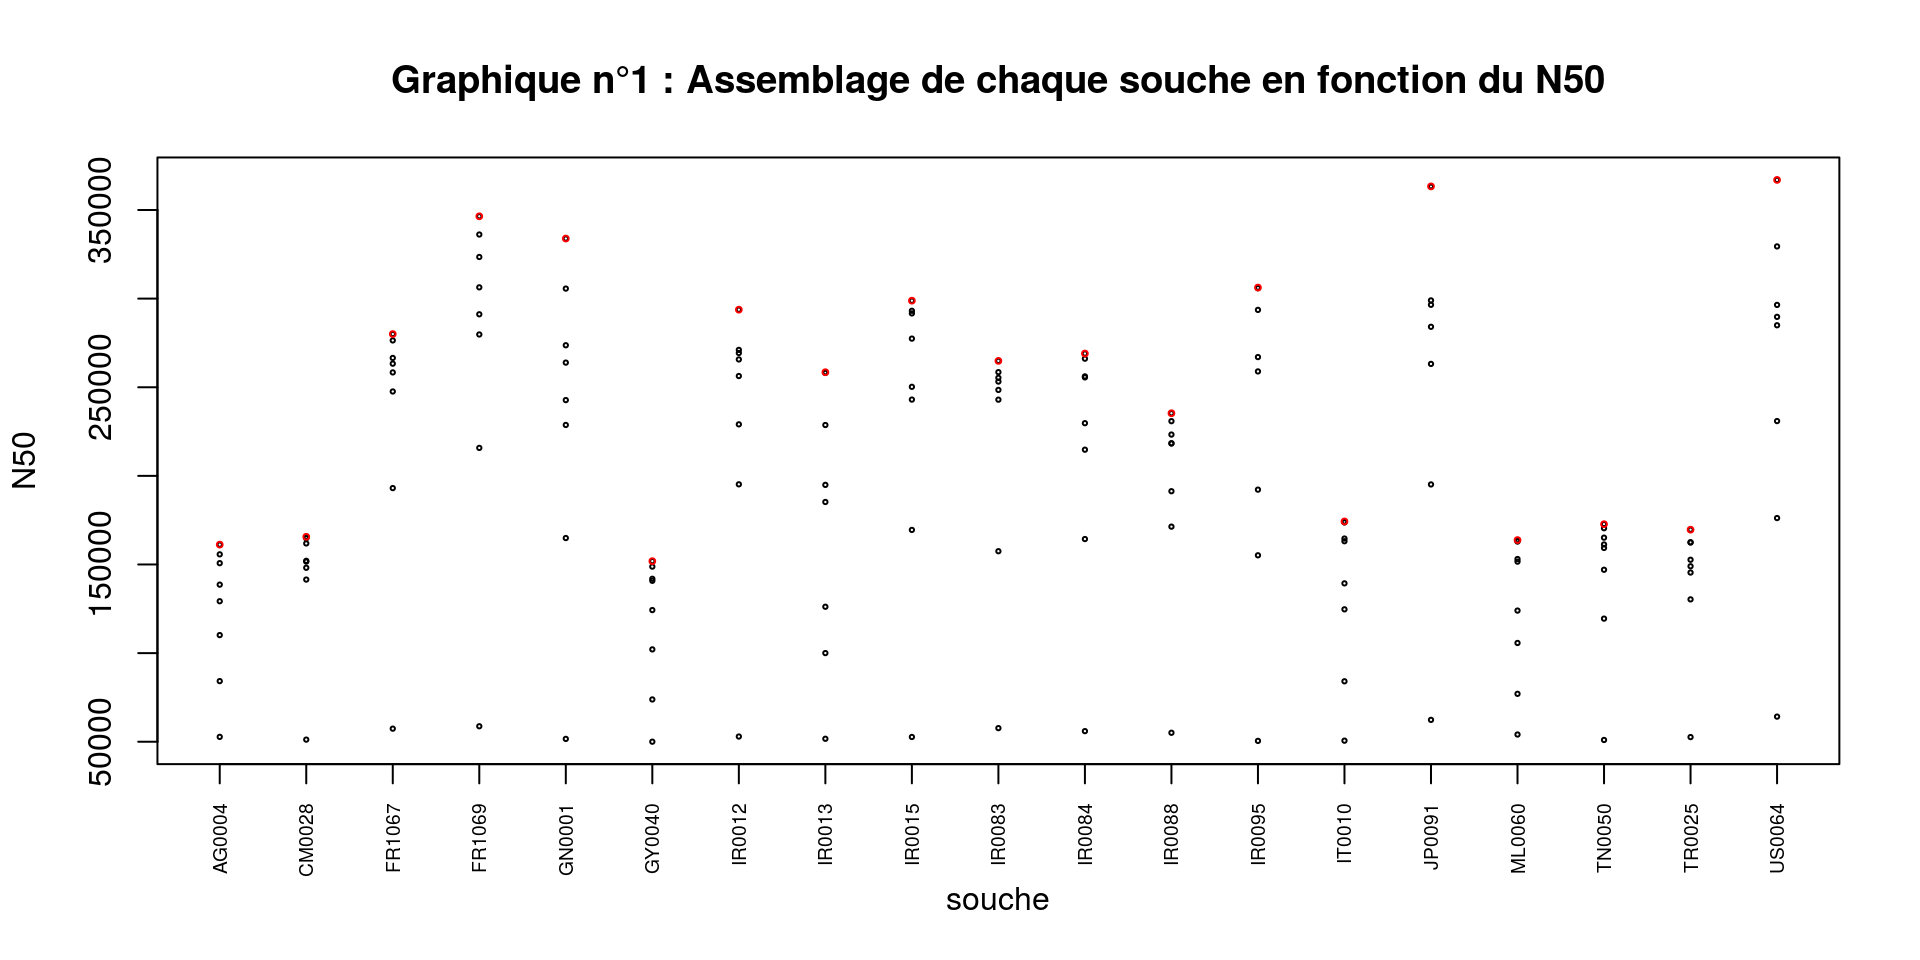 Graphique n°1 : Assemblage de chaque souche en fonction du N50
N50
350000
250000
150000
50000
AG0004
CM0028
FR1067
FR1069
GN0001
GY0040
IR0012
IR0013
IR0015
IR0083
IR0084
IR0088
IR0095
IT0010
JP0091
ML0060
TN0050
TR0025
US0064
souche